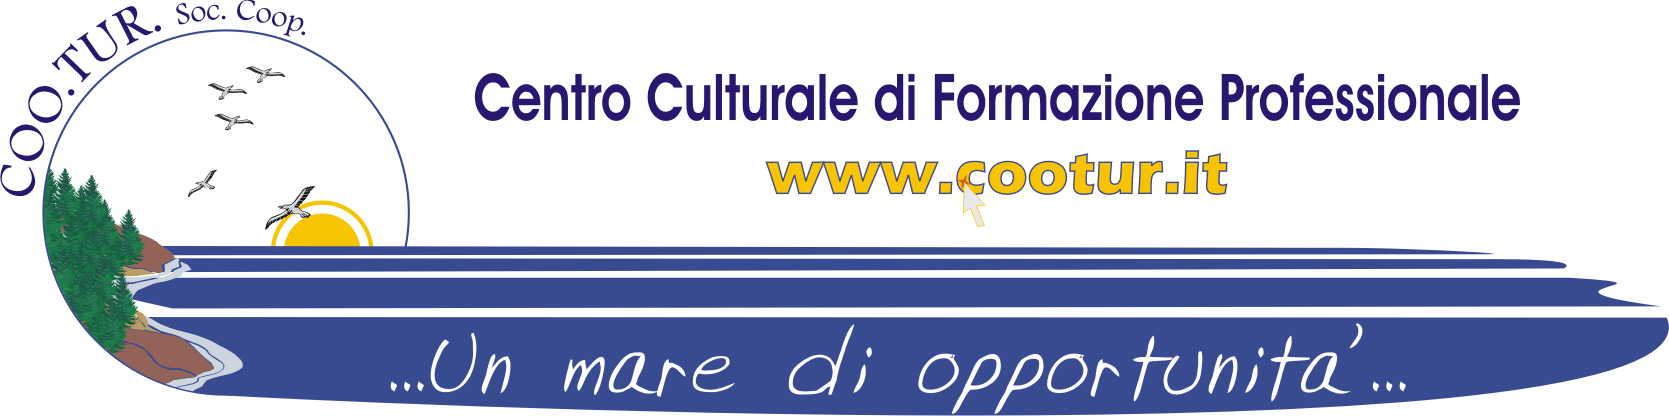 COO.TUR. Soc. Coop.
Centro Culturale di Formazione Professionale
www.cootur.it
...Un mare di opportunita'...